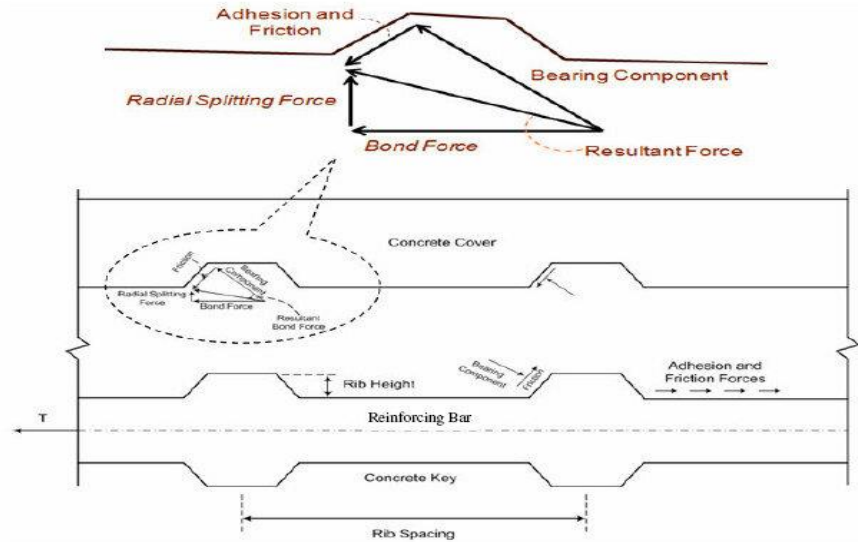 Adhesion and
Friction
Bearing Component
Radial Splitting Force
Bond Force
Resultant Force
Concrete Cover
Friction
Bearing
Component
Radial Splitting
Force
Bond Force
Resultant
Bond Force
Rib Height
Bearing
Component
Friction
Adhesion and
Friction Forces
T
Reinforcing Bar
Concrete Key
Rib Spacing